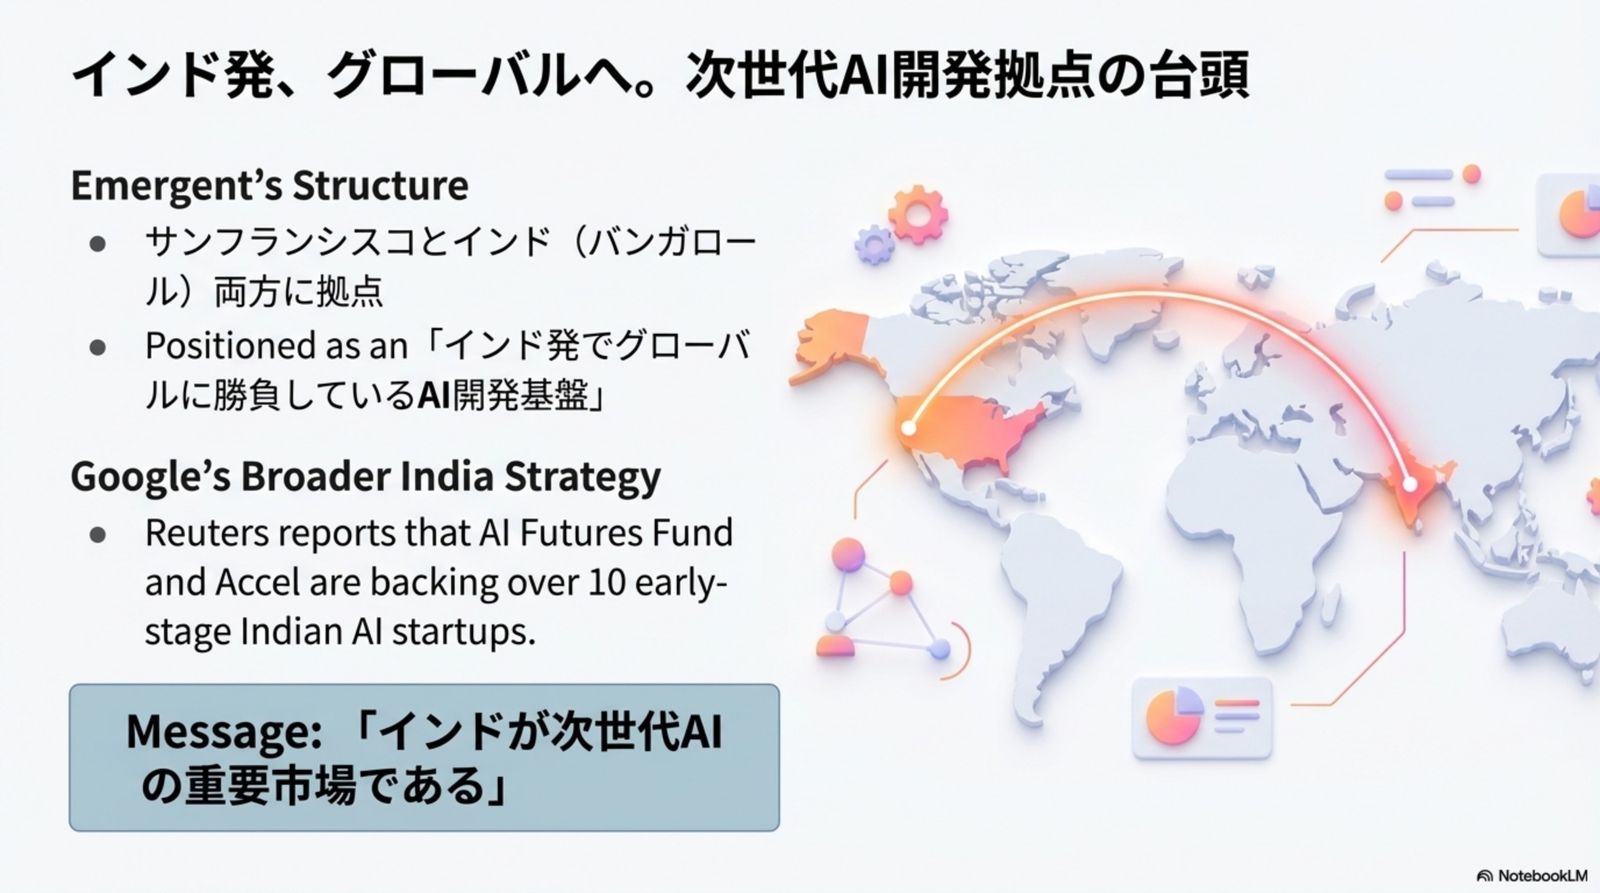 インド発、グローバルへ。次世代AI開発拠点の台頭
Emergent’s Structure
● サンフランシスコとインド（バンガロー
ル）両方に拠点
● Positioned as an「インド発でグローバ
ルに勝負しているAI開発基盤」
Google’s Broader India Strategy
● Reuters reports that AI Futures Fund
and Accel are backing over 10 early-
stage Indian AI startups.
Message: 「インドが次世代AI
の重要市場である」
NotebookLM